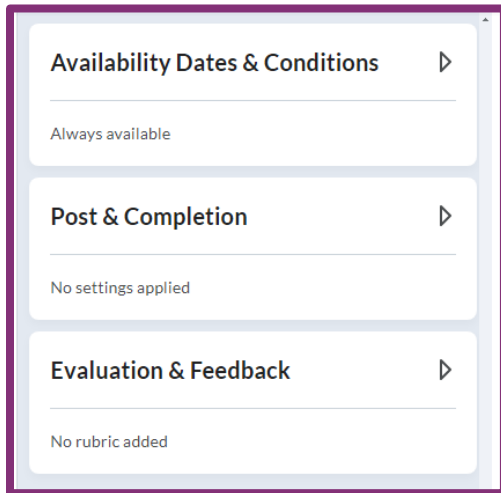 Availability Dates & Conditions
Always available
Post & Completion
No settings applied
Evaluation & Feedback
No rubric added